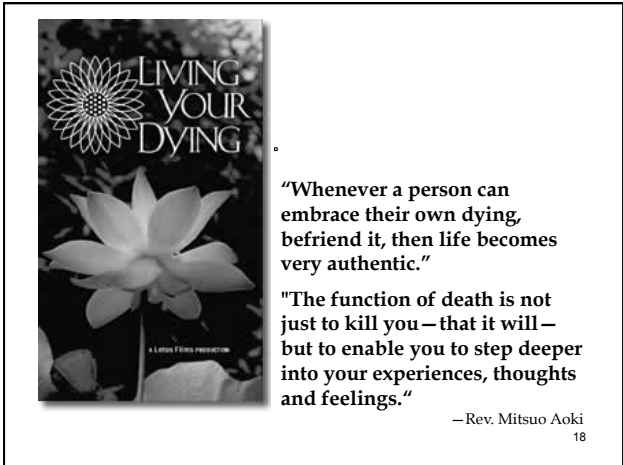 LIVING
YOUR
DYING
A Lotus Films PRODUCTION
“Whenever a person can
embrace their own dying,
befriend it, then life becomes
very authentic.”
"The function of death is not
just to kill you—that it will—
but to enable you to step deeper
into your experiences, thoughts
and feelings.“
—Rev. Mitsuo Aoki
18